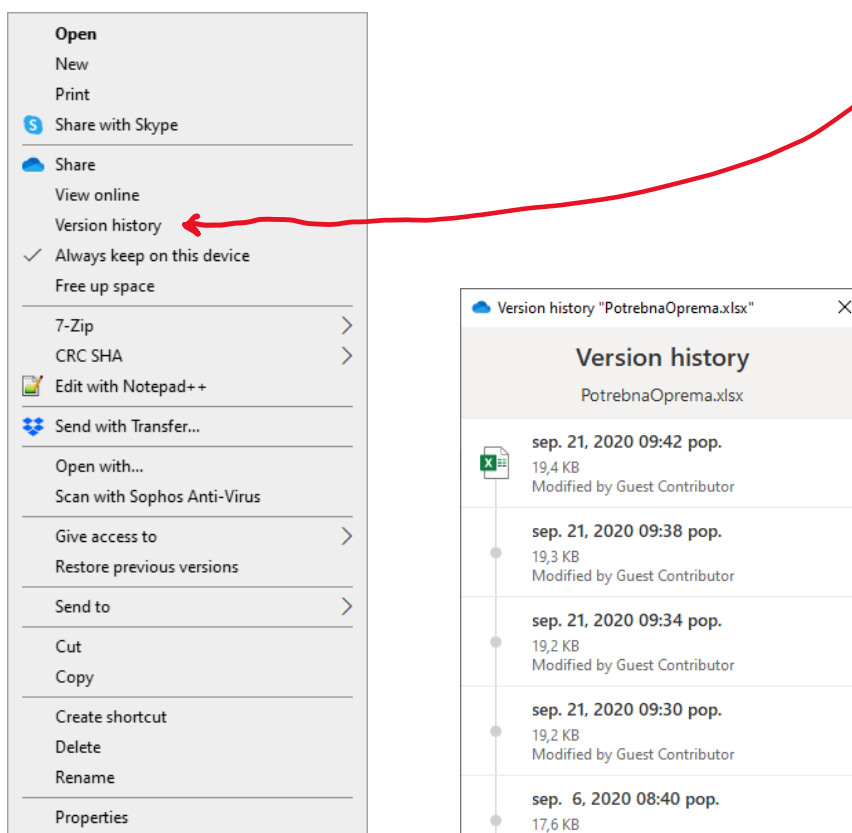 Open
New
Print
Share with Skype
Share
View online
Version history
Always keep on this device
Free up space
7-Zip
CRC SHA
Edit with Notepad++
Send with Transfer...
Open with...
Scan with Sophos Anti-Virus
Give access to
Restore previous versions
Send to
Cut
Copy
Create shortcut
Delete
Rename
Properties
Version history "PotrebnaOprema.xlsx"
Version history
PotrebnaOprema.xlsx
sep. 21, 2020 09:42 pop.
19,4 KB
Modified by Guest Contributor
sep. 21, 2020 09:38 pop.
19,3 KB
Modified by Guest Contributor
sep. 21, 2020 09:34 pop.
19,2 KB
Modified by Guest Contributor
sep. 21, 2020 09:30 pop.
19,2 KB
Modified by Guest Contributor
sep. 6, 2020 08:40 pop.
17,6 KB